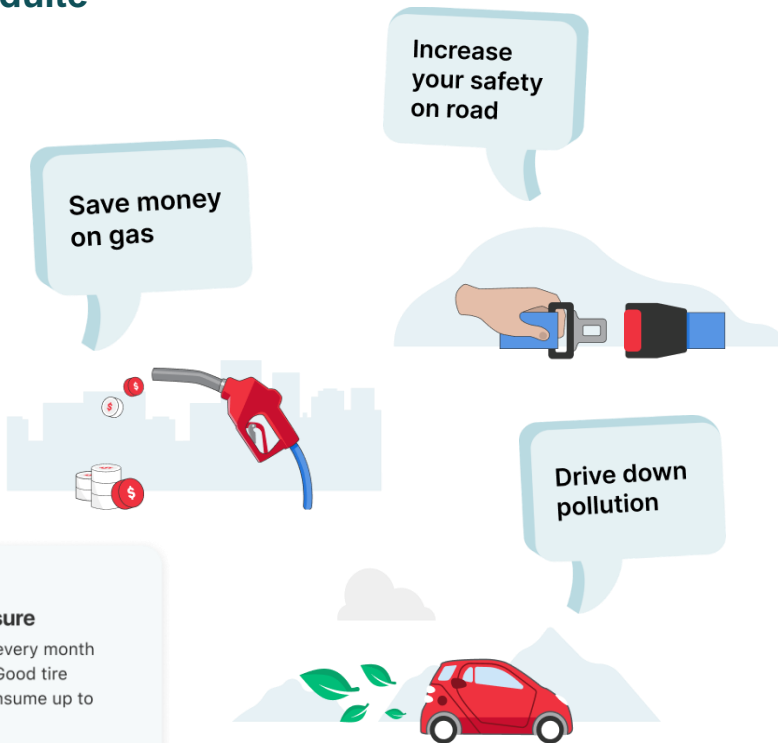 Increase
your safety
on road
Save money
on gas
Drive down
pollution
sure
every month
Good tire
nsume up to
$
$
$